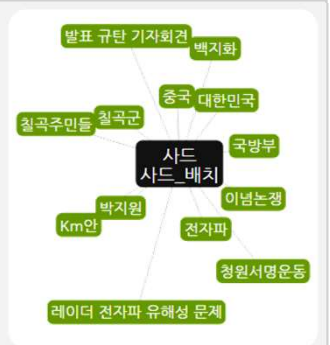 발표 규탄 기자회견
백지화
중국
대한민국
칠곡군
칠곡주민들
국방부
사드
사드_배치
이념논쟁
박지원
Km안
전자파
청원서명운동
레이더 전자파 유해성 문제